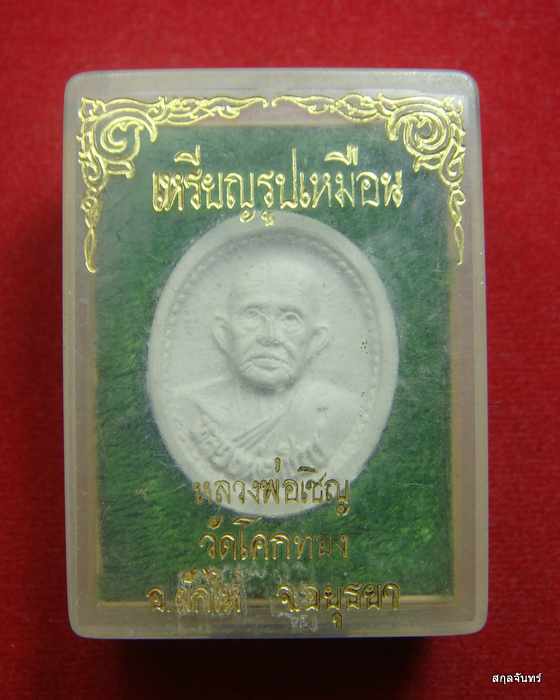 เหรียญรูปเหมือน
หลวงพ่อเชิญ
วัดโคกทอง
อ.ผักไห่ จ.อยุธยา
สกุลจันทร์